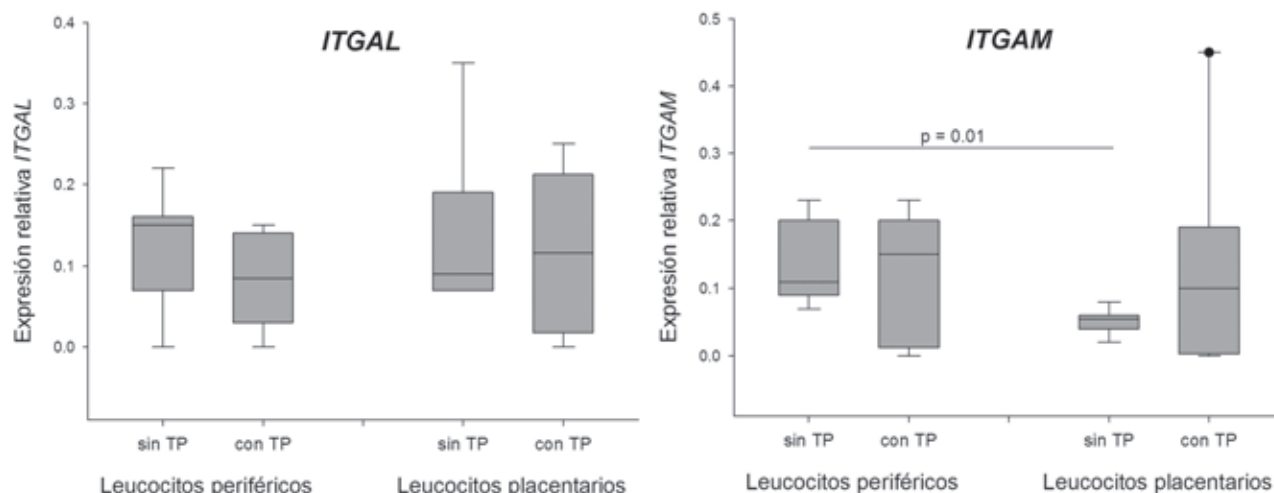 ITGAL
Expresión relativa ITGAL
0.4
0.3
0.2
0.1
0.0
sin TP
con TP
sin TP
con TP
Leucocitos periféricos
Leucocitos placentarios
ITGAM
Expresión relativa ITGAM
0.5
0.4
0.3
0.2
0.1
0.0
p = 0.01
sin TP
con TP
sin TP
con TP
Leucocitos periféricos
Leucocitos placentarios